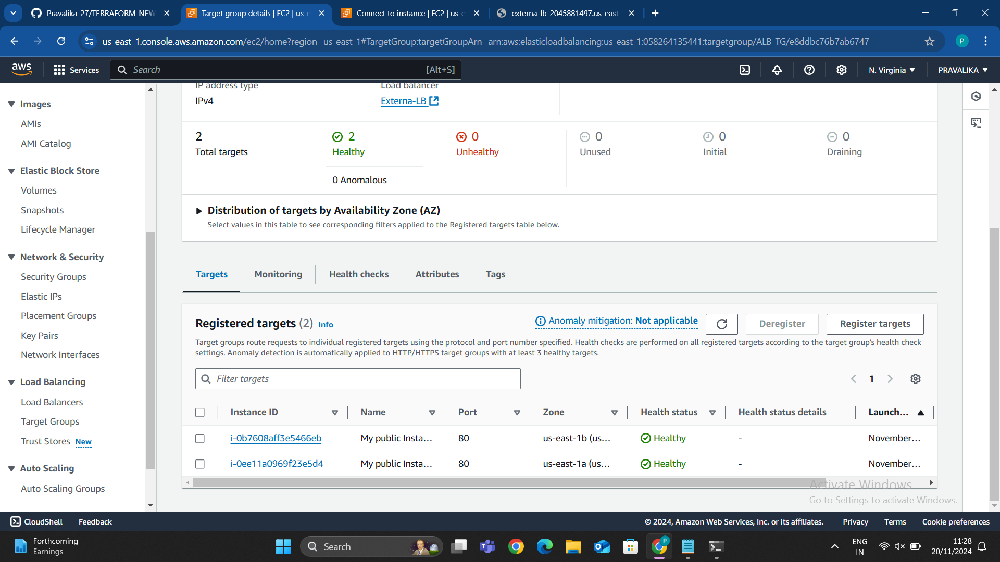 Pravalika-27/TERRAFORM-NEW
Target group details | EC2 | us-e
Connect to instance | EC2 | us-e
externa-lb-2045881497.us-east-
us-east-1.console.aws.amazon.com/ec2/home?region=us-east-1#TargetGroup:targetGroupArn=arn:aws:elasticloadbalancing:us-east-1:058264135441:targetgroup/ALB-TG/e8ddbc76b7ab6747
P
aws
Services
Search
[Alt+S]
N. Virginia
PRAVALIKA
Images
AMIs
AMI Catalog
Elastic Block Store
Volumes
Snapshots
Lifecycle Manager
Network & Security
Security Groups
Elastic IPs
Placement Groups
Key Pairs
Network Interfaces
Load Balancing
Load Balancers
Target Groups
Trust Stores New
Auto Scaling
Auto Scaling Groups
IP address type
IPv4
Load balancer
Externa-LB
2
Total targets
2
Healthy
0 Anomalous
0
Unhealthy
0
Unused
0
Initial
0
Draining
Distribution of targets by Availability Zone (AZ)
Select values in this table to see corresponding filters applied to the Registered targets table below.
Targets
Monitoring
Health checks
Attributes
Tags
Registered targets (2) Info
Anomaly mitigation: Not applicable
Deregister
Register targets
Target groups route requests to individual registered targets using the protocol and port number specified. Health checks are performed on all registered targets according to the target group's health check
settings. Anomaly detection is automatically applied to HTTP/HTTPS target groups with at least 3 healthy targets.
Filter targets
1
Instance ID Name Port Zone Health status Health status details Launch...
i-0b7608aff3e5466eb My public Insta... 80 us-east-1b (us... Healthy - November...
i-0ee11a0969f23e5d4 My public Insta... 80 us-east-1a (us... Healthy - November...
Activate Windows
Go to Settings to activate Windows.
CloudShell
Feedback
© 2024, Amazon Web Services, Inc. or its affiliates.
Privacy
Terms
Cookie preferences
Forthcoming
Earnings
Search
P
ENG
IN
11:28
20/11/2024